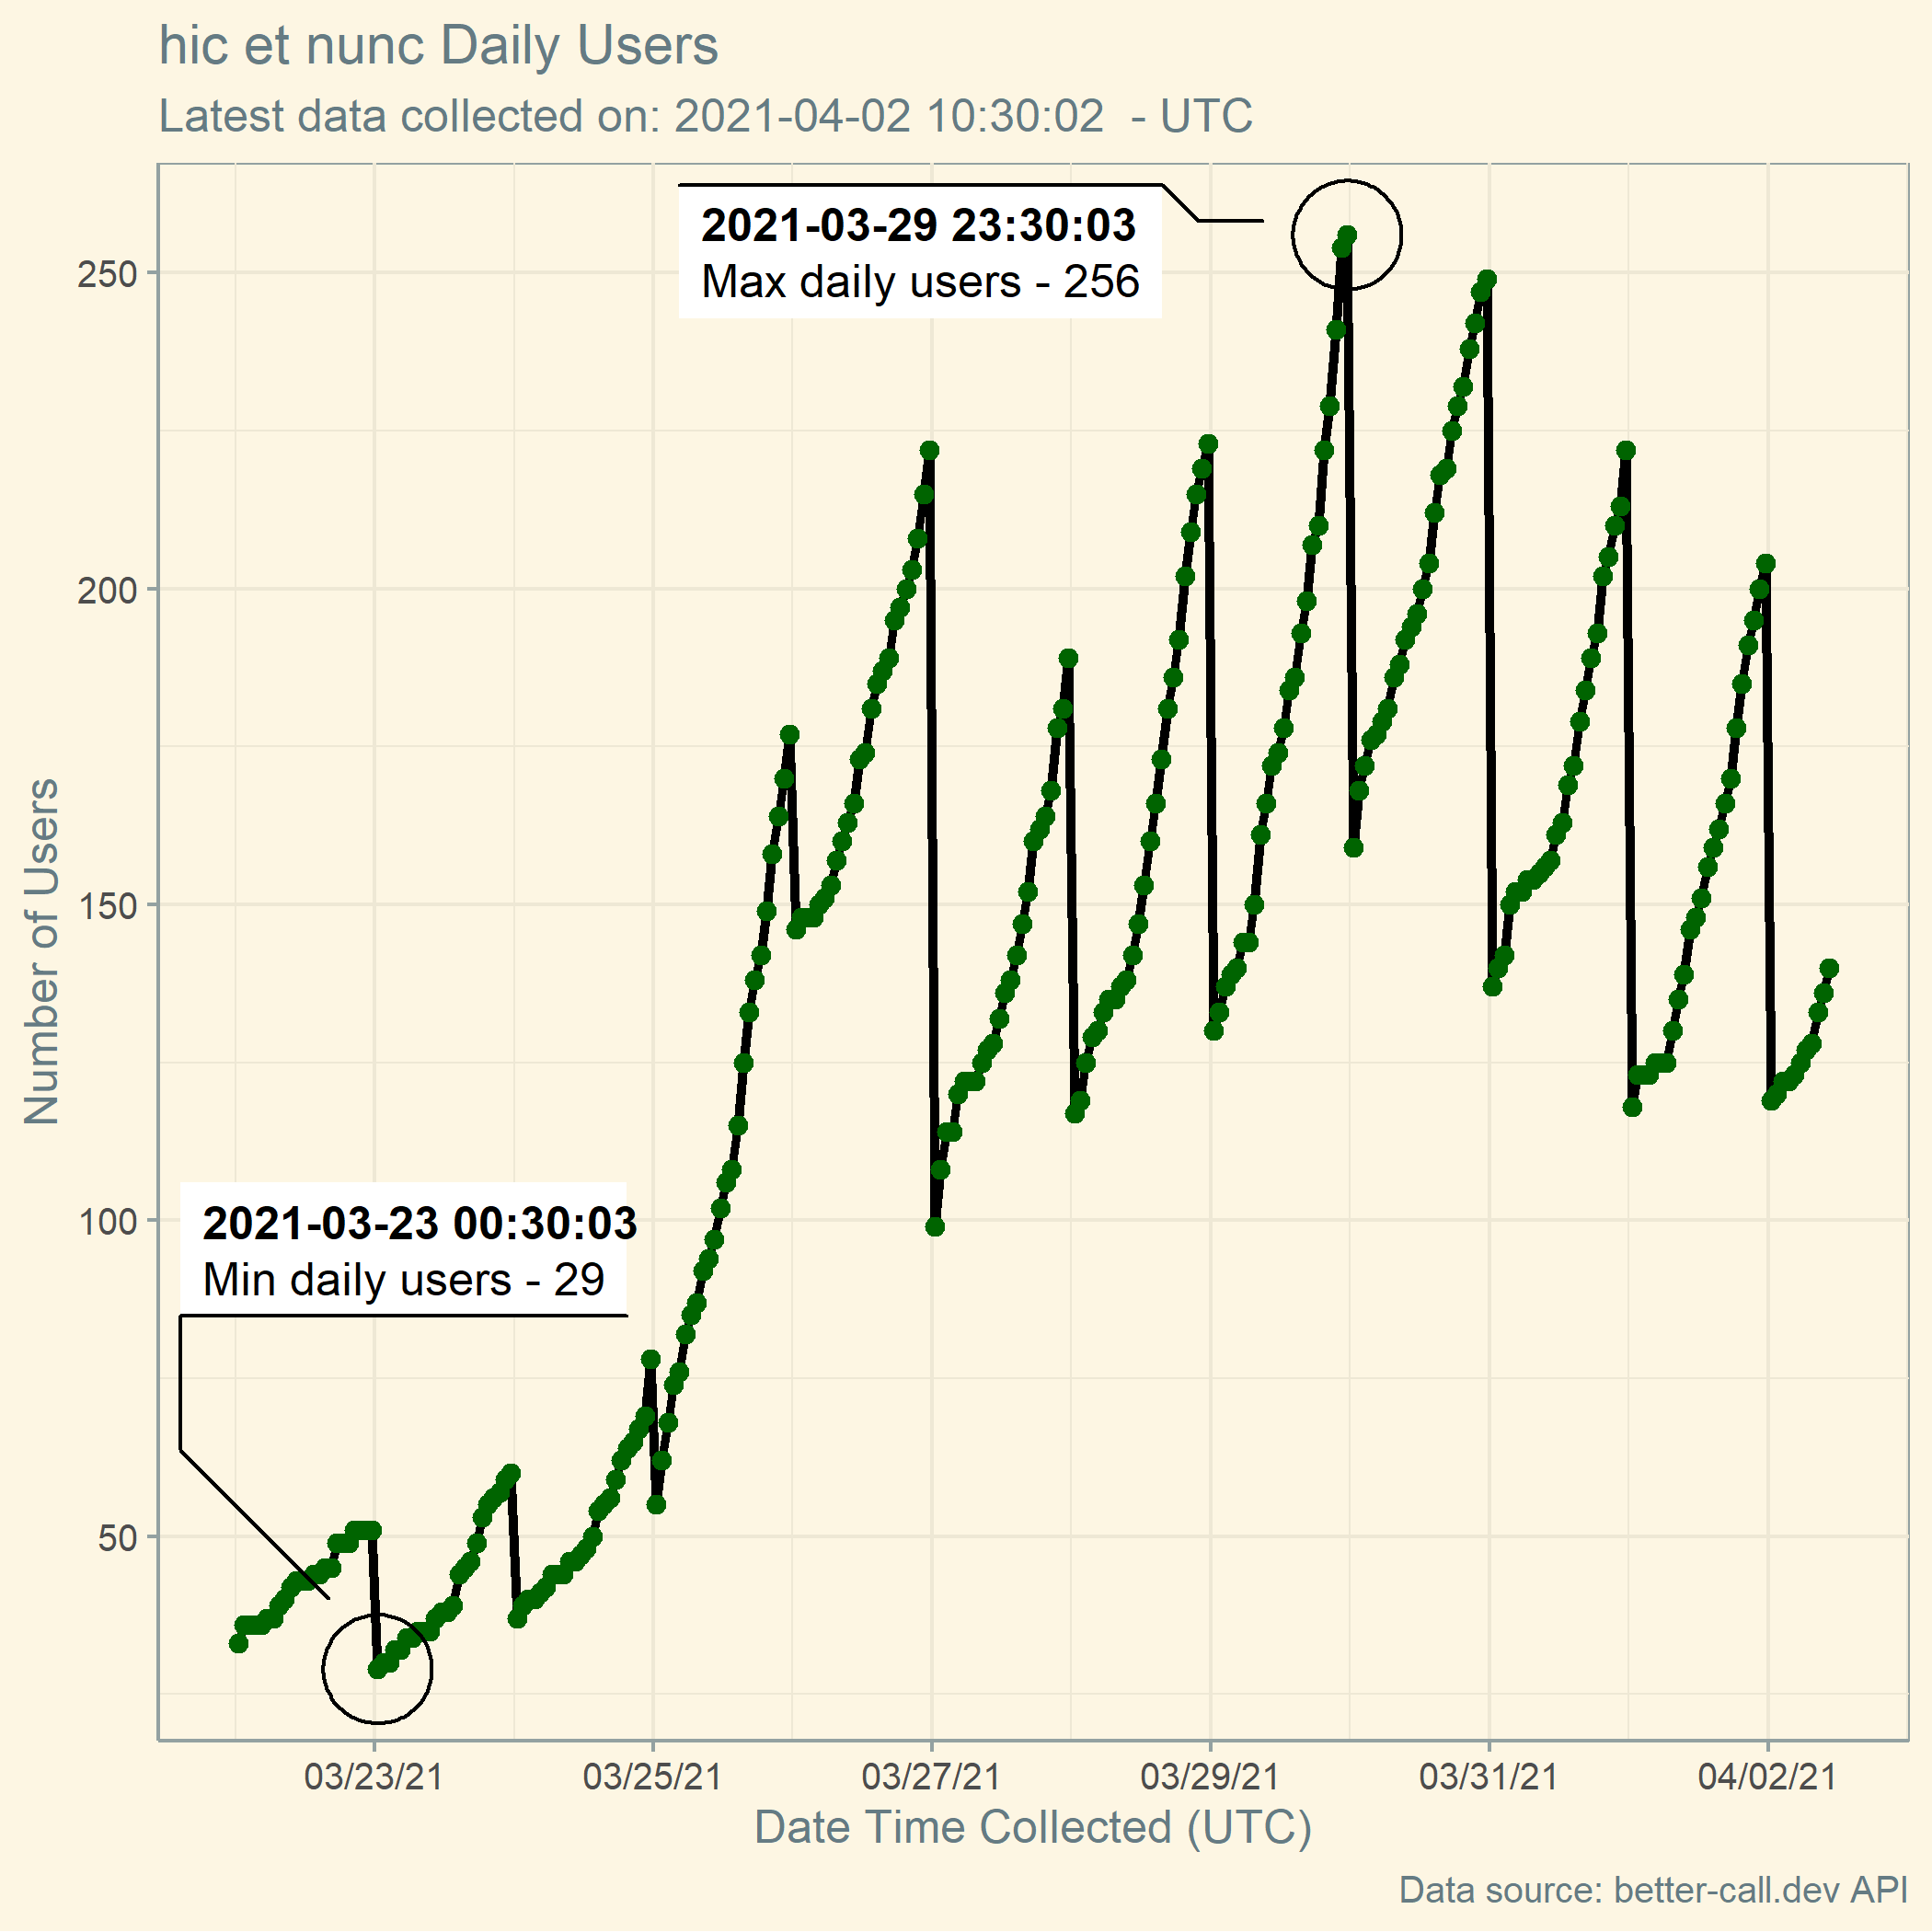 hic et nunc Daily Users
Latest data collected on: 2021-04-02 10:30:02  - UTC
2021-03-29 23:30:03
Max daily users - 256
250
200
150
100
50
Number of Users
2021-03-23 00:30:03
Min daily users - 29
03/23/21 03/25/21 03/27/21 03/29/21 03/31/21 04/02/21
Date Time Collected (UTC)
Data source: better-call.dev API